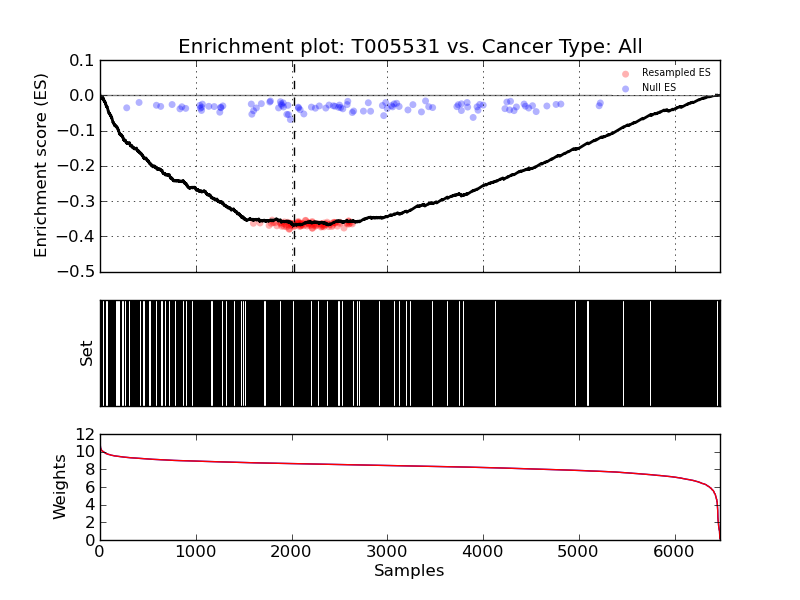 Enrichment plot: T005531 vs. Cancer Type: All
Enrichment score (ES)
0.1
0.0
−0.1
−0.2
−0.3
−0.4
−0.5
Resampled ES
Null ES
Set
Weights
12
10
8
6
4
2
0
0 1000 2000 3000 4000 5000 6000
Samples